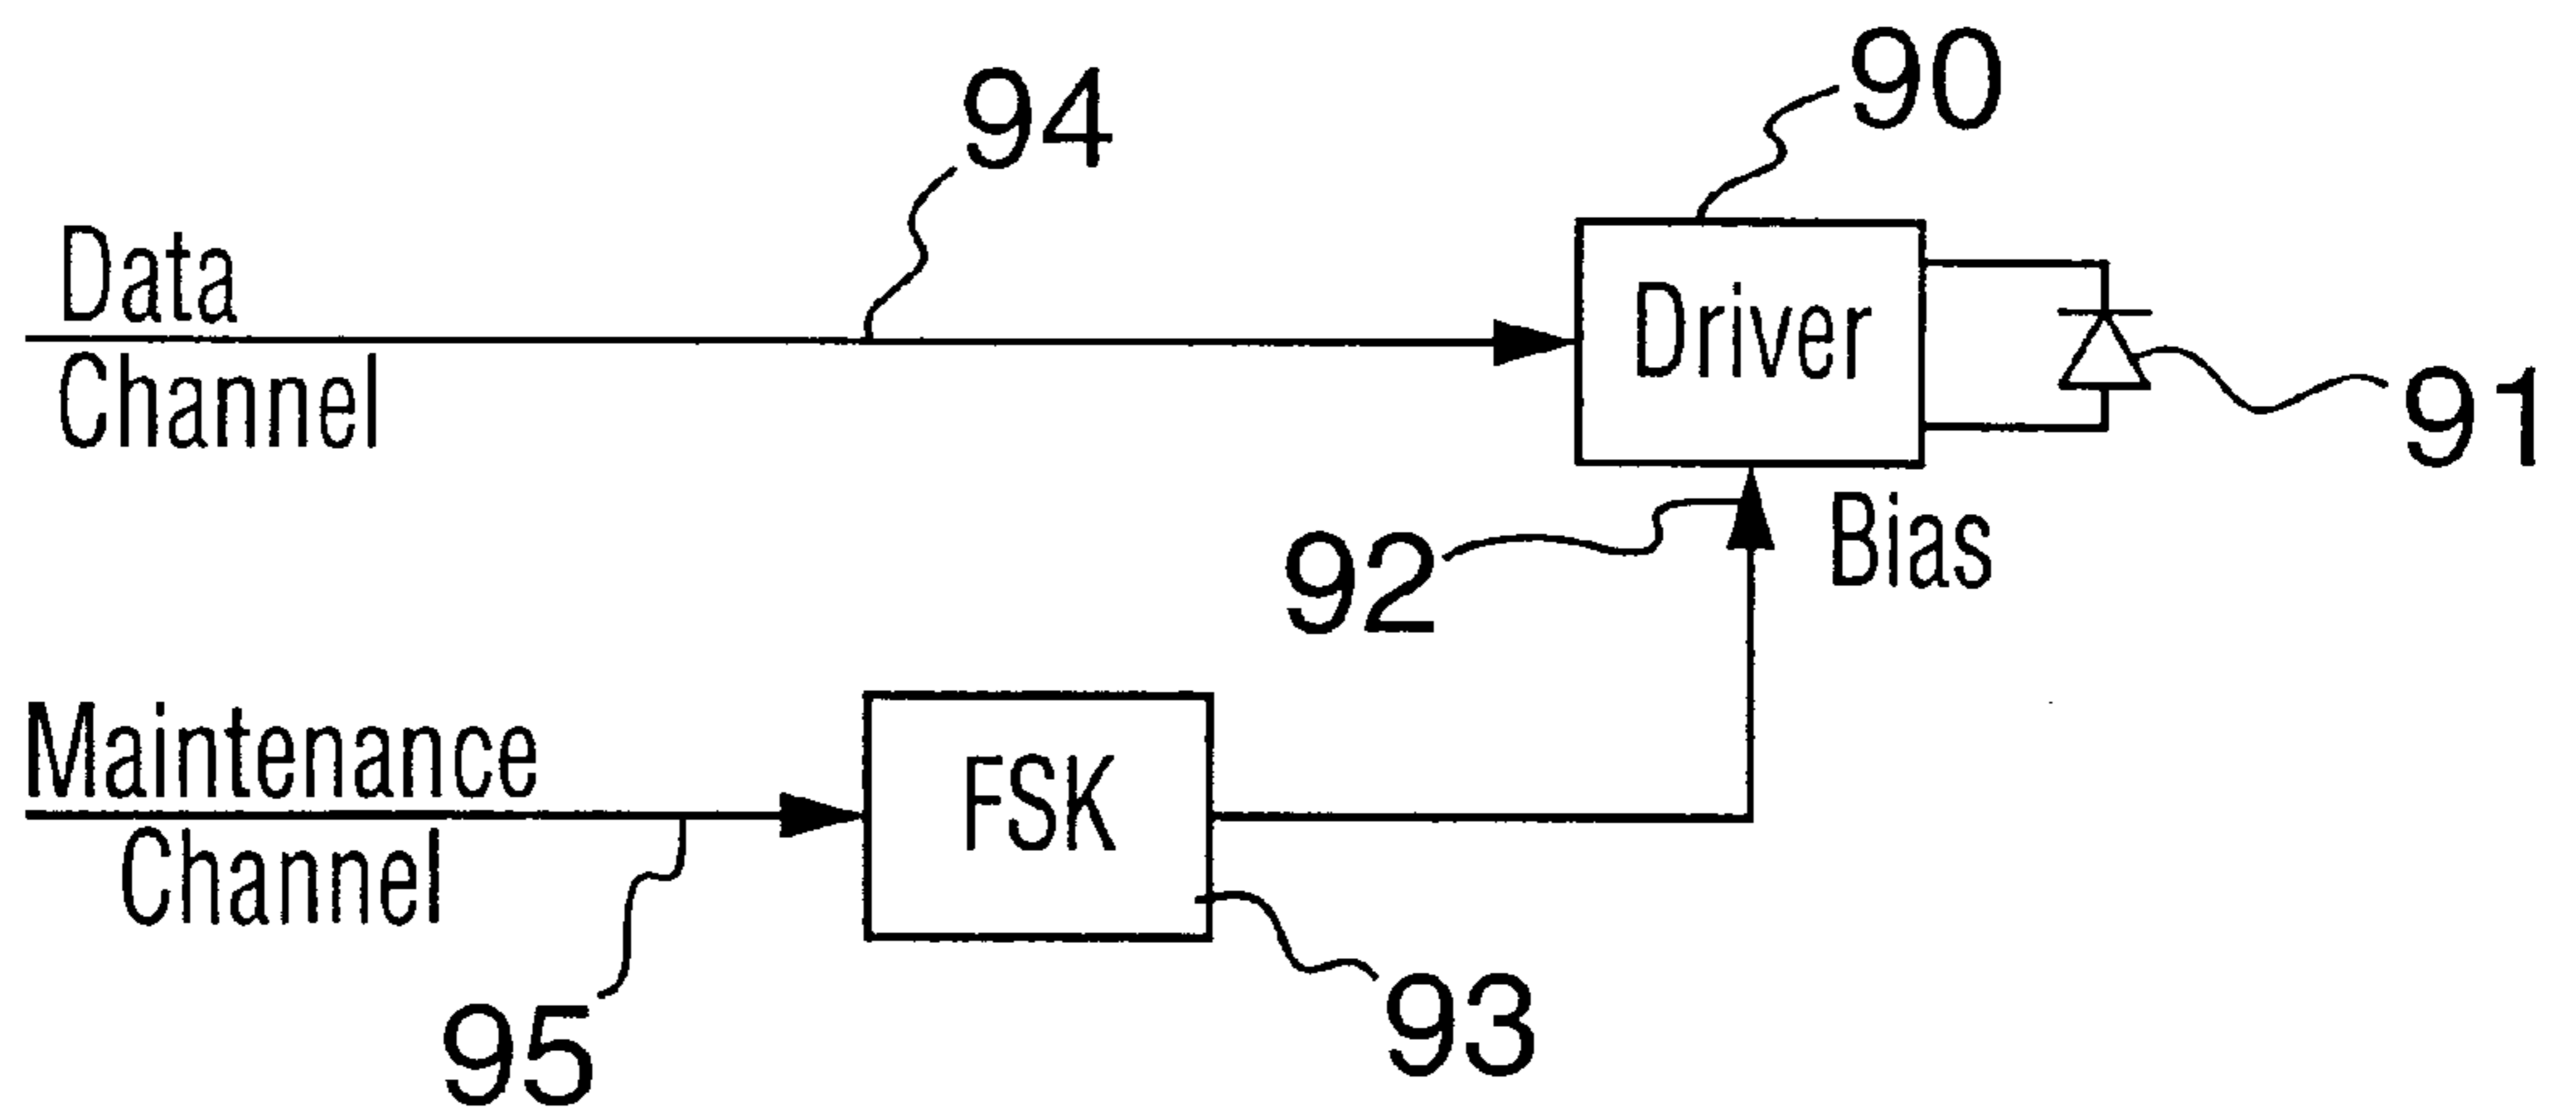 94
90
Data
Channel
Driver
91
92
Bias
Maintenance
Channel
FSK
95
93